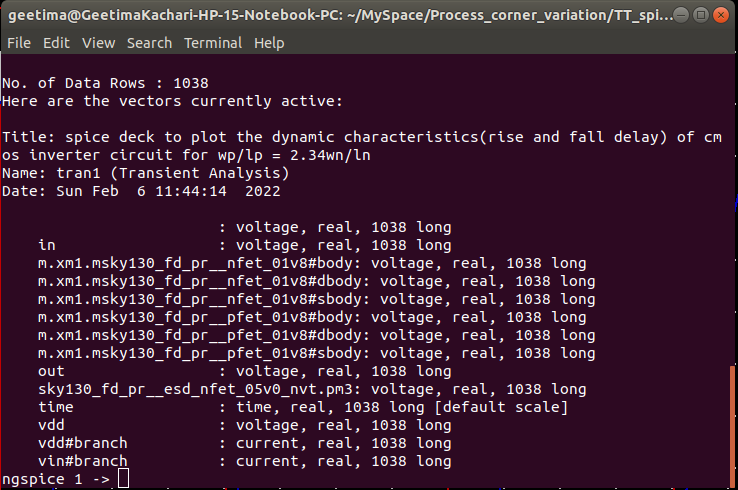 geetima@GeetimaKachari-HP-15-Notebook-PC: ~/MySpace/Process_corner_variation/TT_spi...
File Edit View Search Terminal Help
No. of Data Rows : 1038
Here are the vectors currently active:
Title: spice deck to plot the dynamic characteristics(rise and fall delay) of cm
os inverter circuit for wp/lp = 2.34wn/ln
Name: tran1 (Transient Analysis)
Date: Sun Feb  6 11:44:14  2022
                        : voltage, real, 1038 long
    in                  : voltage, real, 1038 long
    m.xm1.msky130_fd_pr__nfet_01v8#body: voltage, real, 1038 long
    m.xm1.msky130_fd_pr__nfet_01v8#dbody: voltage, real, 1038 long
    m.xm1.msky130_fd_pr__nfet_01v8#sbody: voltage, real, 1038 long
    m.xm1.msky130_fd_pr__pfet_01v8#body: voltage, real, 1038 long
    m.xm1.msky130_fd_pr__pfet_01v8#dbody: voltage, real, 1038 long
    m.xm1.msky130_fd_pr__pfet_01v8#sbody: voltage, real, 1038 long
    out                 : voltage, real, 1038 long
    sky130_fd_pr__esd_nfet_05v0_nvt.pm3: voltage, real, 1038 long
    time                : time, real, 1038 long [default scale]
    vdd                 : voltage, real, 1038 long
    vdd#branch          : current, real, 1038 long
    vin#branch          : current, real, 1038 long
ngspice 1 ->